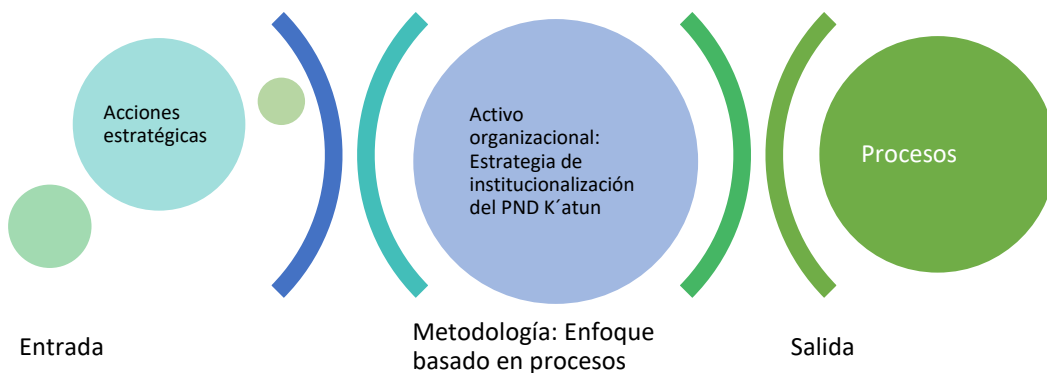 Acciones
estratégicas
Activo
organizacional:
Estrategia de
institucionalización
del PND K´atun
Procesos
Entrada
Metodología: Enfoque
basado en procesos
Salida